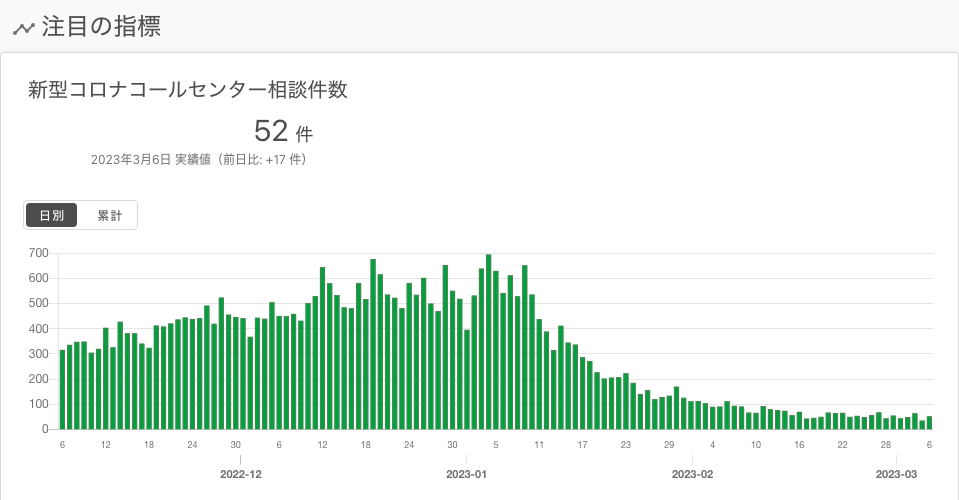 注目の指標
新型コロナコールセンター相談件数
52 件
2023年3月6日 実績値（前日比: +17 件）
日別 累計
700
600
500
400
300
200
100
0
6 12 18 24 30 6 12 18 24 30 5 11 17 23 29 4 10 16 22 28 6
2022-12 2023-01 2023-02 2023-03